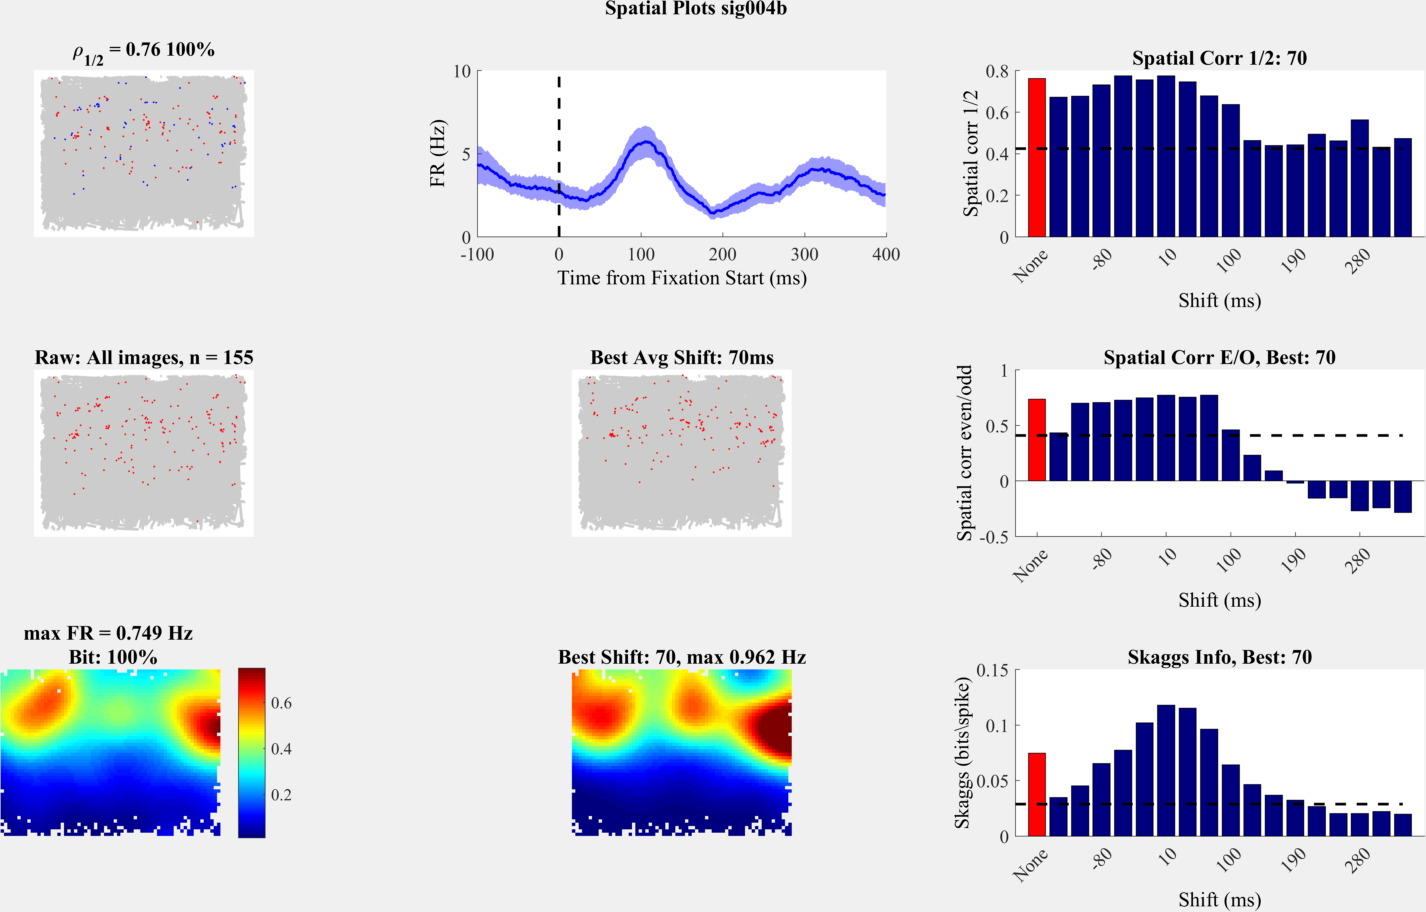 Spatial Plots sig004b
ρ1/2 = 0.76 100%
10
5
0
FR (Hz)
-100 0 100 200 300 400
Time from Fixation Start (ms)
Spatial Corr 1/2: 70
0.8
0.6
0.4
0.2
0
Spatial corr 1/2
None -80 10 100 190 280
Shift (ms)
Raw: All images, n = 155
Best Avg Shift: 70ms
Spatial Corr E/O, Best: 70
1
0.5
0
-0.5
Spatial corr even/odd
None -80 10 100 190 280
Shift (ms)
max FR = 0.749 Hz
Bit: 100%
0.6
0.4
0.2
Best Shift: 70, max 0.962 Hz
Skaggs Info, Best: 70
0.15
0.1
0.05
0
Skaggs (bits\spike)
None -80 10 100 190 280
Shift (ms)